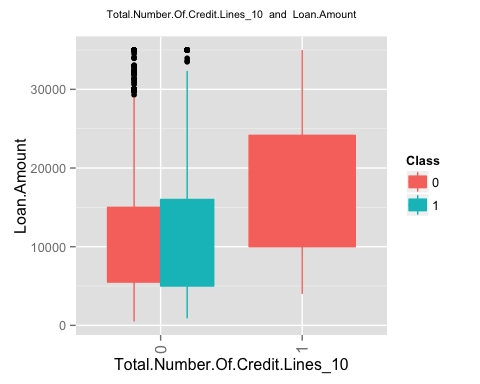 Total.Number.Of.Credit.Lines_10 and Loan.Amount
30000
20000
10000
0
Loan.Amount
0
1
Total.Number.Of.Credit.Lines_10
Class
0
1